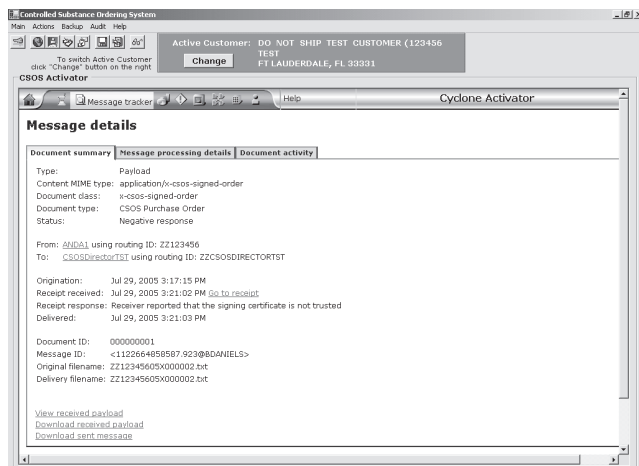 Controlled Substance Ordering System
Main Actions Backup Audit Help
To switch Active Customer
click "Change" button on the right
Active Customer: DO NOT SHIP TEST CUSTOMER (123456
TEST
Change
FT LAUDERDALE, FL 33331
CSOS Activator
Message tracker
Help
Cyclone Activator
Message details
Document summary Message processing details Document activity
Type: Payload
Content MIME type: application/x-csos-signed-order
Document class: x-csos-signed-order
Document type: CSOS Purchase Order
Status: Negative response
From: ANDA1 using routing ID: ZZ123456
To: CSOSDirectorTST using routing ID: ZZCSOSDIRECTORTST
Origination: Jul 29, 2005 3:17:15 PM
Receipt received: Jul 29, 2005 3:21:02 PM Go to receipt
Receipt response: Receiver reported that the signing certificate is not trusted
Delivered: Jul 29, 2005 3:21:03 PM
Document ID: 000000001
Message ID: <1122664858587.923@BDANIELS>
Original filename: ZZ12345605X000002.txt
Delivery filename: ZZ12345605X000002.txt
View received payload
Download received payload
Download sent message